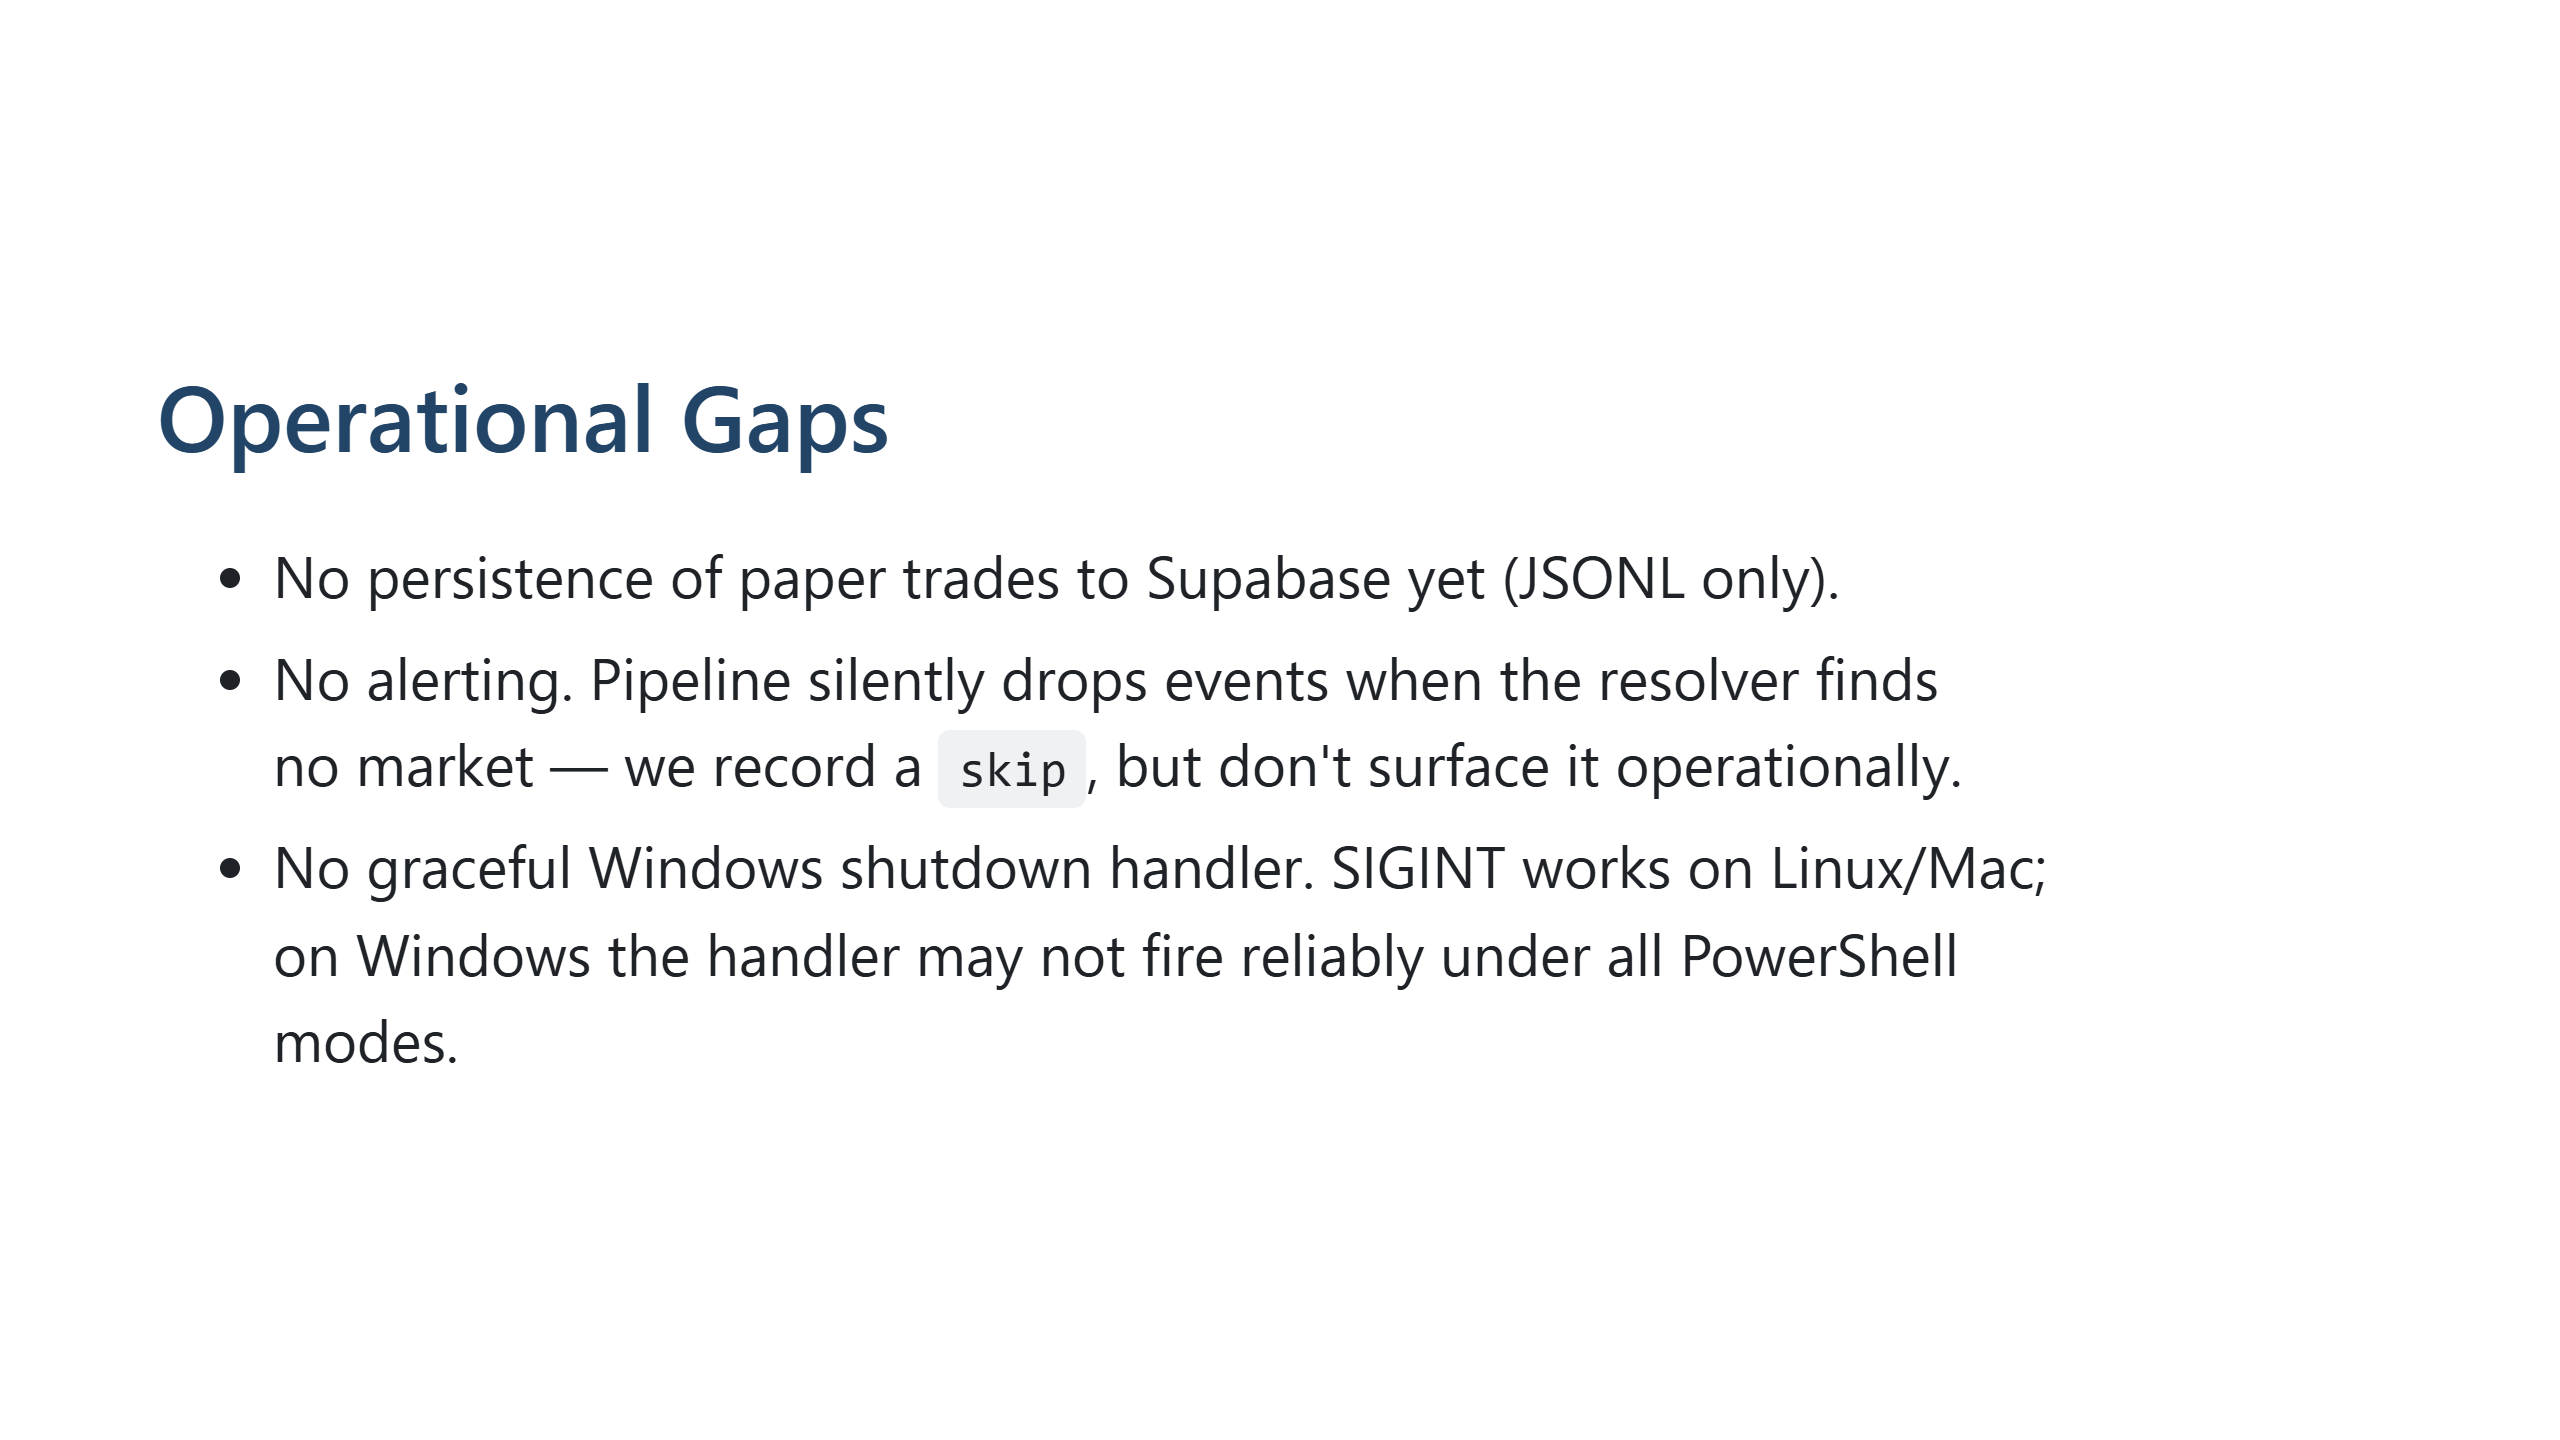 Operational Gaps
• No persistence of paper trades to Supabase yet (JSONL only).
• No alerting. Pipeline silently drops events when the resolver finds
no market — we record a skip, but don't surface it operationally.
• No graceful Windows shutdown handler. SIGINT works on Linux/Mac;
on Windows the handler may not fire reliably under all PowerShell
modes.